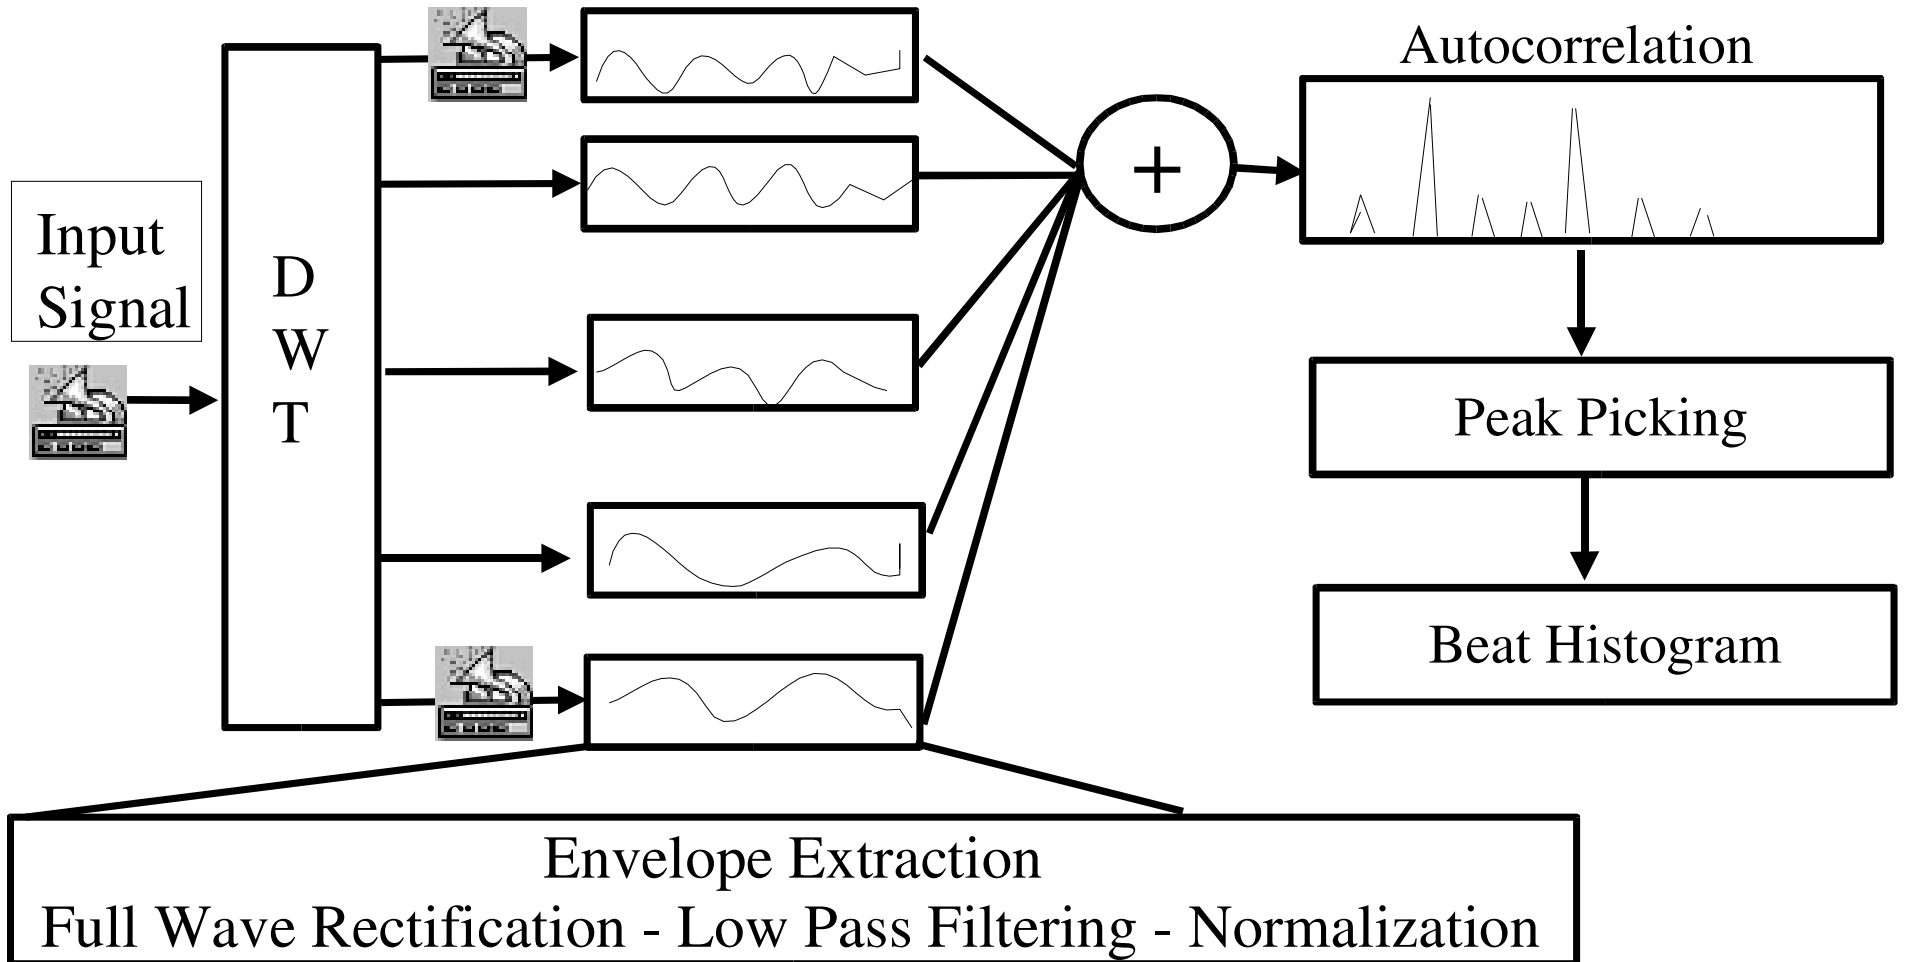 Input
Signal
D
W
T
+
Autocorrelation
Peak Picking
Beat Histogram
Envelope Extraction
Full Wave Rectification - Low Pass Filtering - Normalization